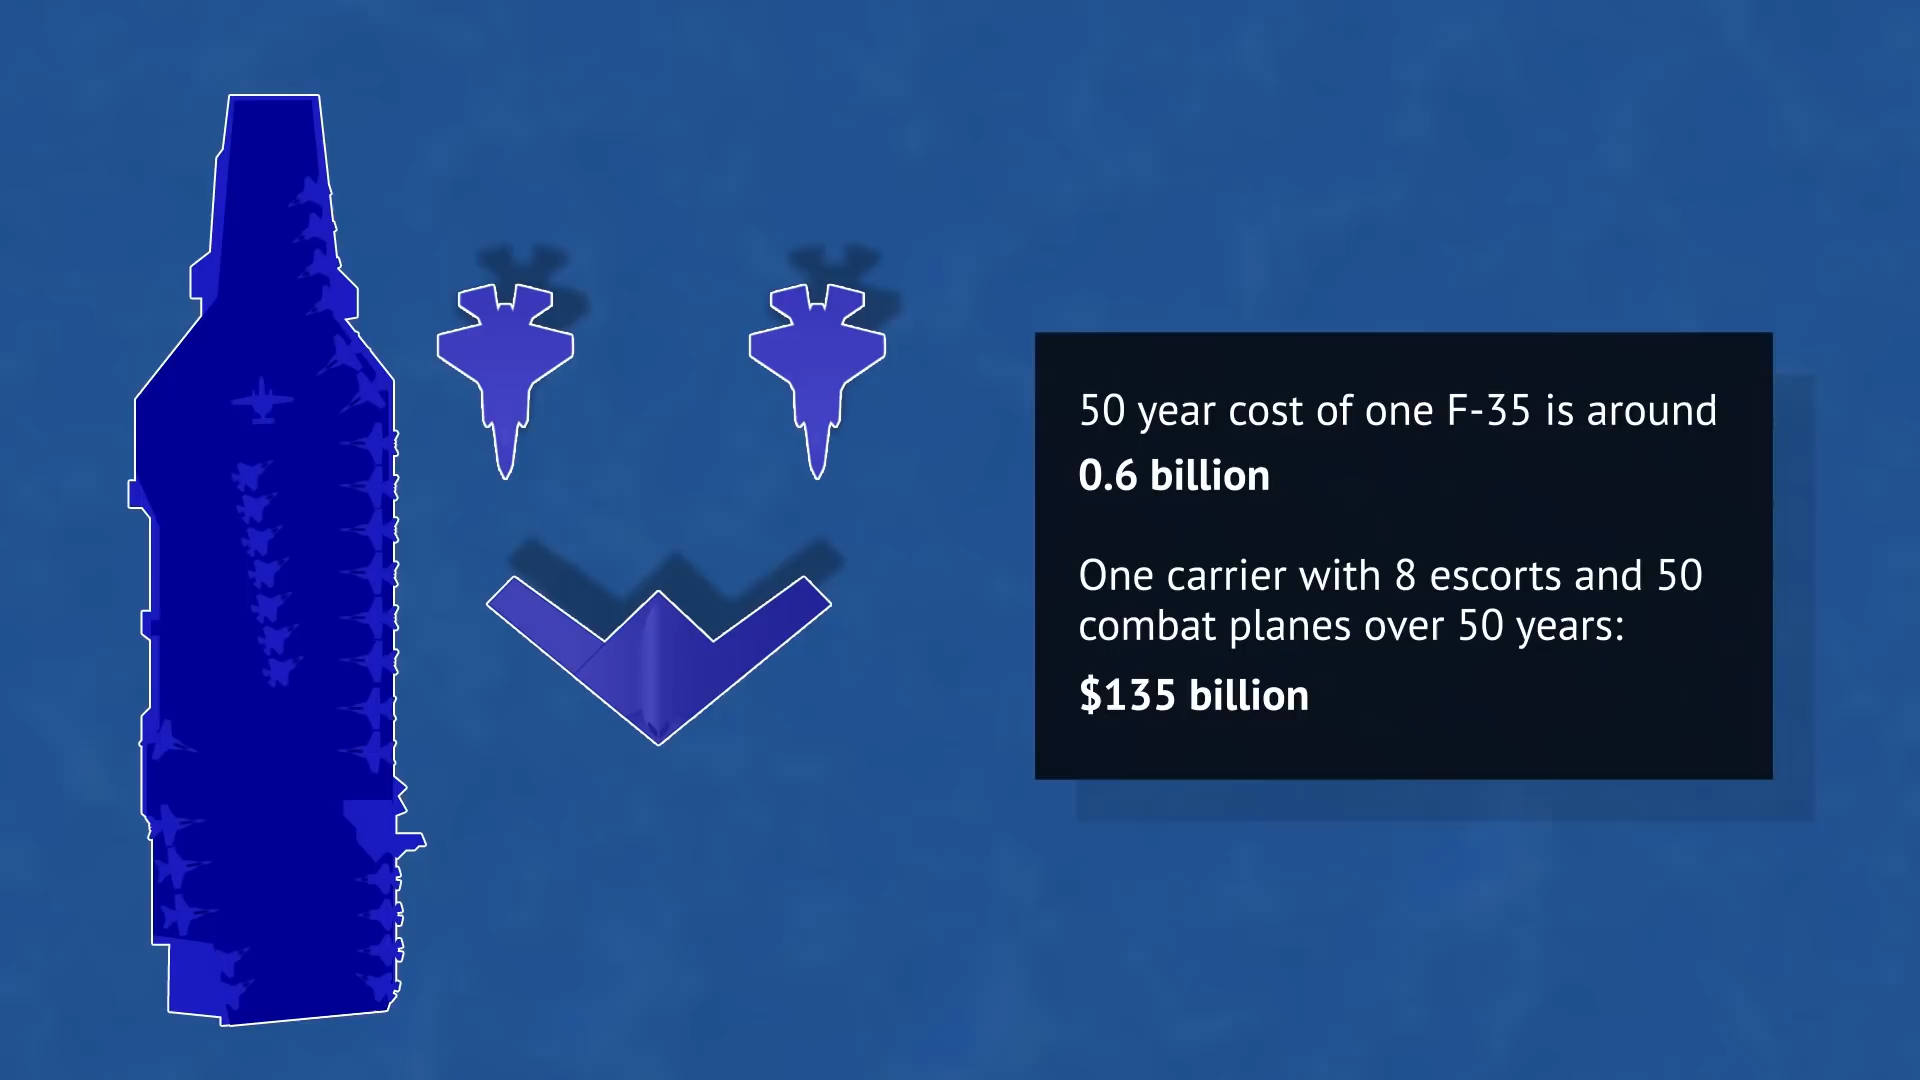 50 year cost of one F-35 is around
0.6 billion
One carrier with 8 escorts and 50
combat planes over 50 years:
$135 billion